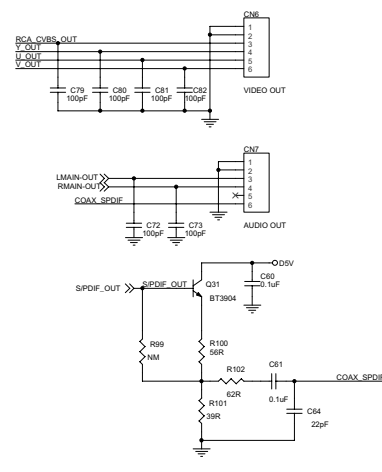 CN6
1
2
RCA_CVBS_OUT 3
Y_OUT 4
U_OUT 5
V_OUT 6
C79 C80 C81 C82
100pF 100pF 100pF 100pF
VIDEO OUT
CN7
1
2
LMAIN-OUT 3
RMAIN-OUT 4
5
COAX_SPDIF 6
C72 C73
100pF 100pF
AUDIO OUT
D5V
S/PDIF_OUT S/PDIF_OUT Q31 C60
BT3904 0.1uF
R99 R100
NM 56R
R102 C61
COAX_SPDIF
62R 0.1uF
R101 C64
39R 22pF